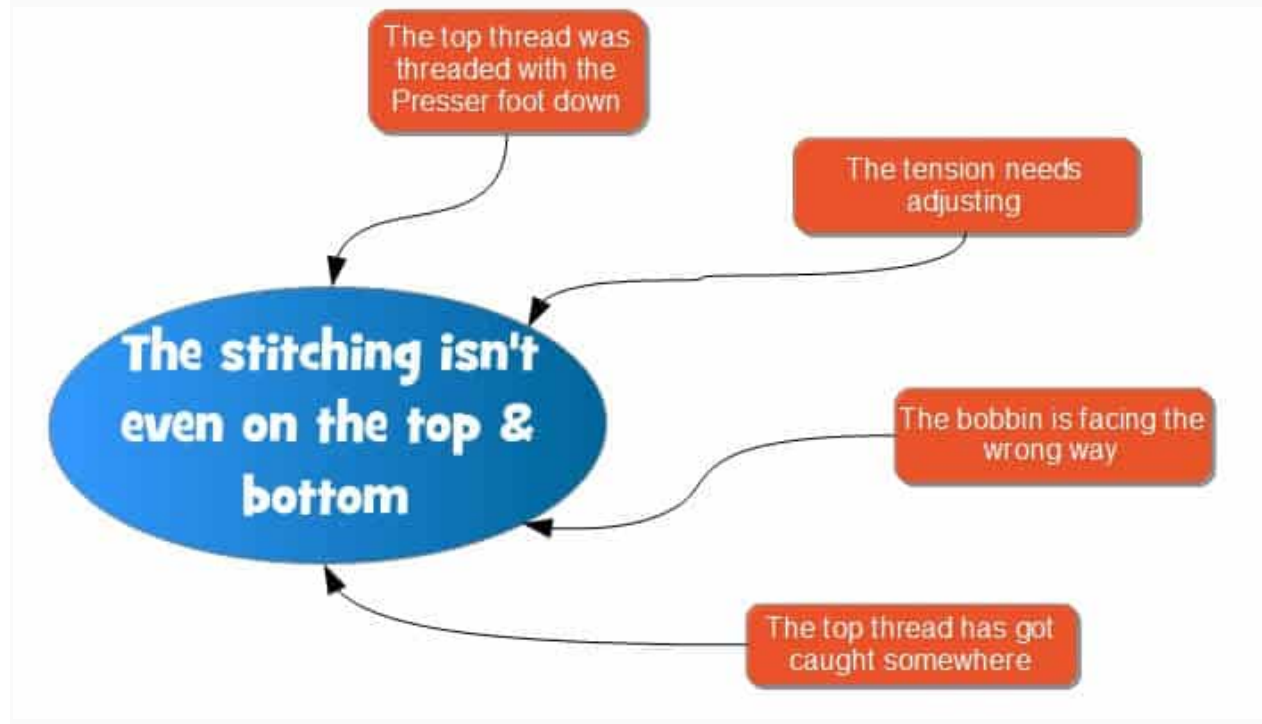 The top thread was
threaded with the
Presser foot down
The tension needs
adjusting
The stitching isn't
even on the top &
bottom
The bobbin is facing the
wrong way
The top thread has got
caught somewhere